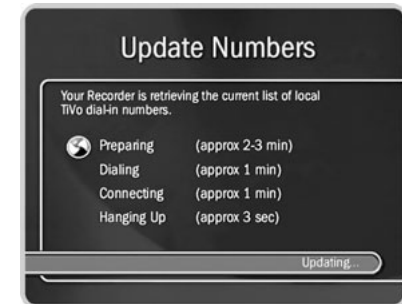 Update Numbers
Your Recorder is retrieving the current list of local
TiVo dial-in numbers.
Preparing (approx 2-3 min)
Dialing (approx 1 min)
Connecting (approx 1 min)
Hanging Up (approx 3 sec)
Updating...